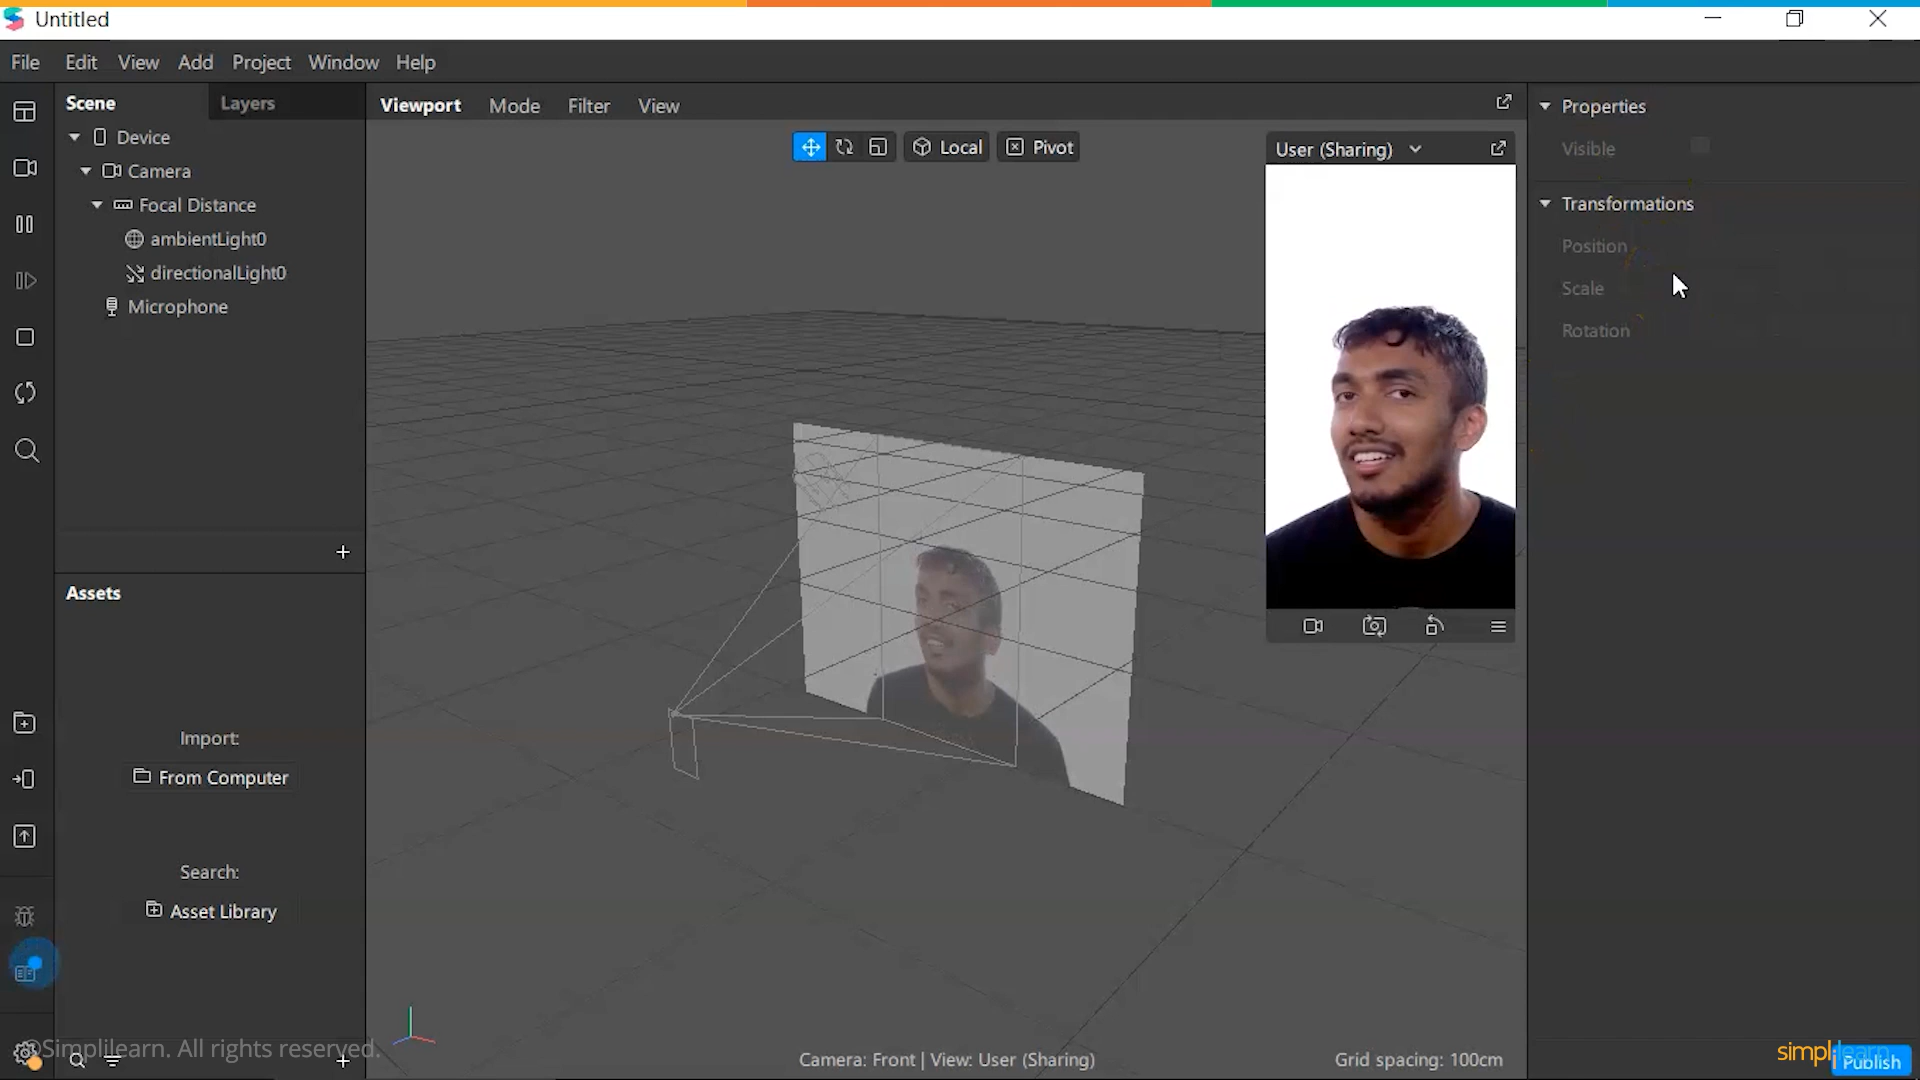 Untitled
File Edit View Add Project Window Help
Scene Layers
Device
Camera
Focal Distance
ambientLight0
directionalLight0
Microphone
Assets
Import:
From Computer
Search:
Asset Library
©Simplilearn. All rights reserved.
Viewport Mode Filter View
Local Pivot
User (Sharing)
Camera: Front | View: User (Sharing)
Grid spacing: 100cm
Properties
Visible
Transformations
Position
Scale
Rotation
simplilearn
Publish